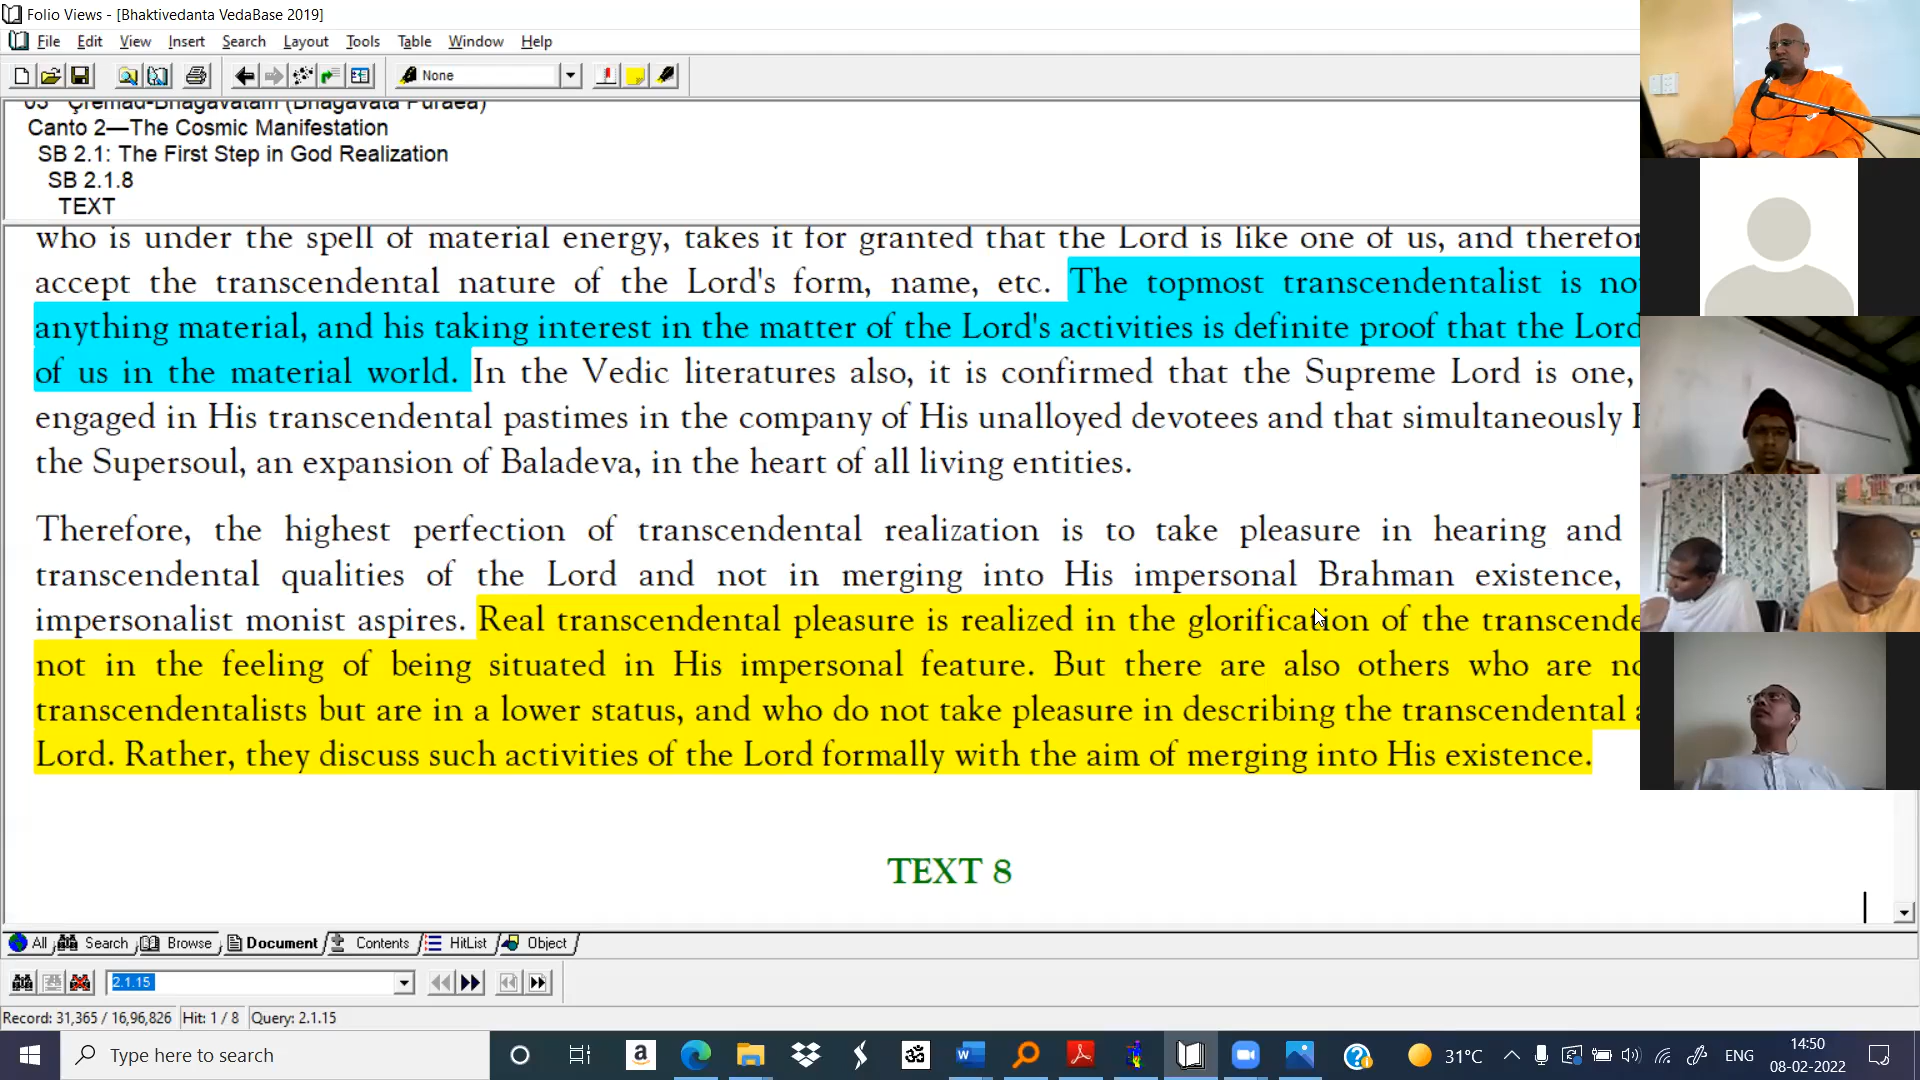 Folio Views - [Bhaktivedanta VedaBase 2019]
File Edit View Insert Search Layout Tools Table Window Help
None
03 Çrémad-Bhägavatam (Bhägavata Puräëa)
Canto 2—The Cosmic Manifestation
SB 2.1: The First Step in God Realization
SB 2.1.8
TEXT
who is under the spell of material energy, takes it for granted that the Lord is like one of us, and
accept the transcendental nature of the Lord's form, name, etc. The topmost transcendentalist is
anything material, and his taking interest in the matter of the Lord's activities is definite proof that the Lord
of us in the material world. In the Vedic literatures also, it is confirmed that the Supreme Lord is one,
engaged in His transcendental pastimes in the company of His unalloyed devotees and that simultaneously
the Supersoul, an expansion of Baladeva, in the heart of all living entities.
Therefore, the highest perfection of transcendental realization is to take pleasure in hearing and
transcendental qualities of the Lord and not in merging into His impersonal Brahman existence,
impersonalist monist aspires. Real transcendental pleasure is realized in the glorification of the
not in the feeling of being situated in His impersonal feature. But there are also others who are
transcendentalists but are in a lower status, and who do not take pleasure in describing the transcendental
Lord. Rather, they discuss such activities of the Lord formally with the aim of merging into His existence.
TEXT 8
All Search Browse Document Contents HitList Object
2.1.15
Record: 31,365 / 16,96,826 Hit: 1 / 8 Query: 2.1.15
Type here to search
31°C ENG
14:50
08-02-2022